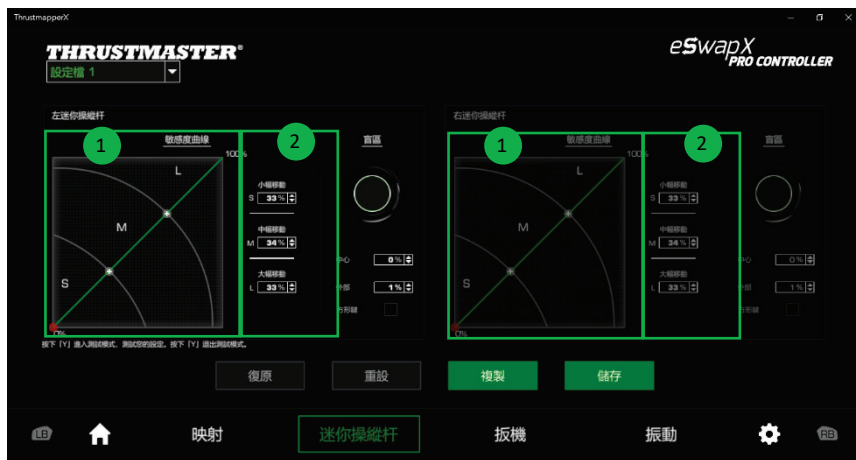 ThrustmapperX
THRUSTMASTER®
eSwapX
PRO CONTROLLER
設定檔 1
左迷你操縱杆
敏感度曲線
盲區
100%
1
2
L
M
S
0%
小幅移動
S 33%
中幅移動
M 34%
大幅移動
L 33%
中心 0%
外部 1%
方形鍵
按下「Y」進入測試模式，測試您的設定。按下「Y」退出測試模式。
右迷你操縱杆
敏感度曲線
盲區
100%
1
2
L
M
S
0%
小幅移動
S 33%
中幅移動
M 34%
大幅移動
L 33%
中心 0%
外部 1%
方形鍵
復原
重設
複製
儲存
LB
映射
迷你操縱杆
扳機
振動
RB